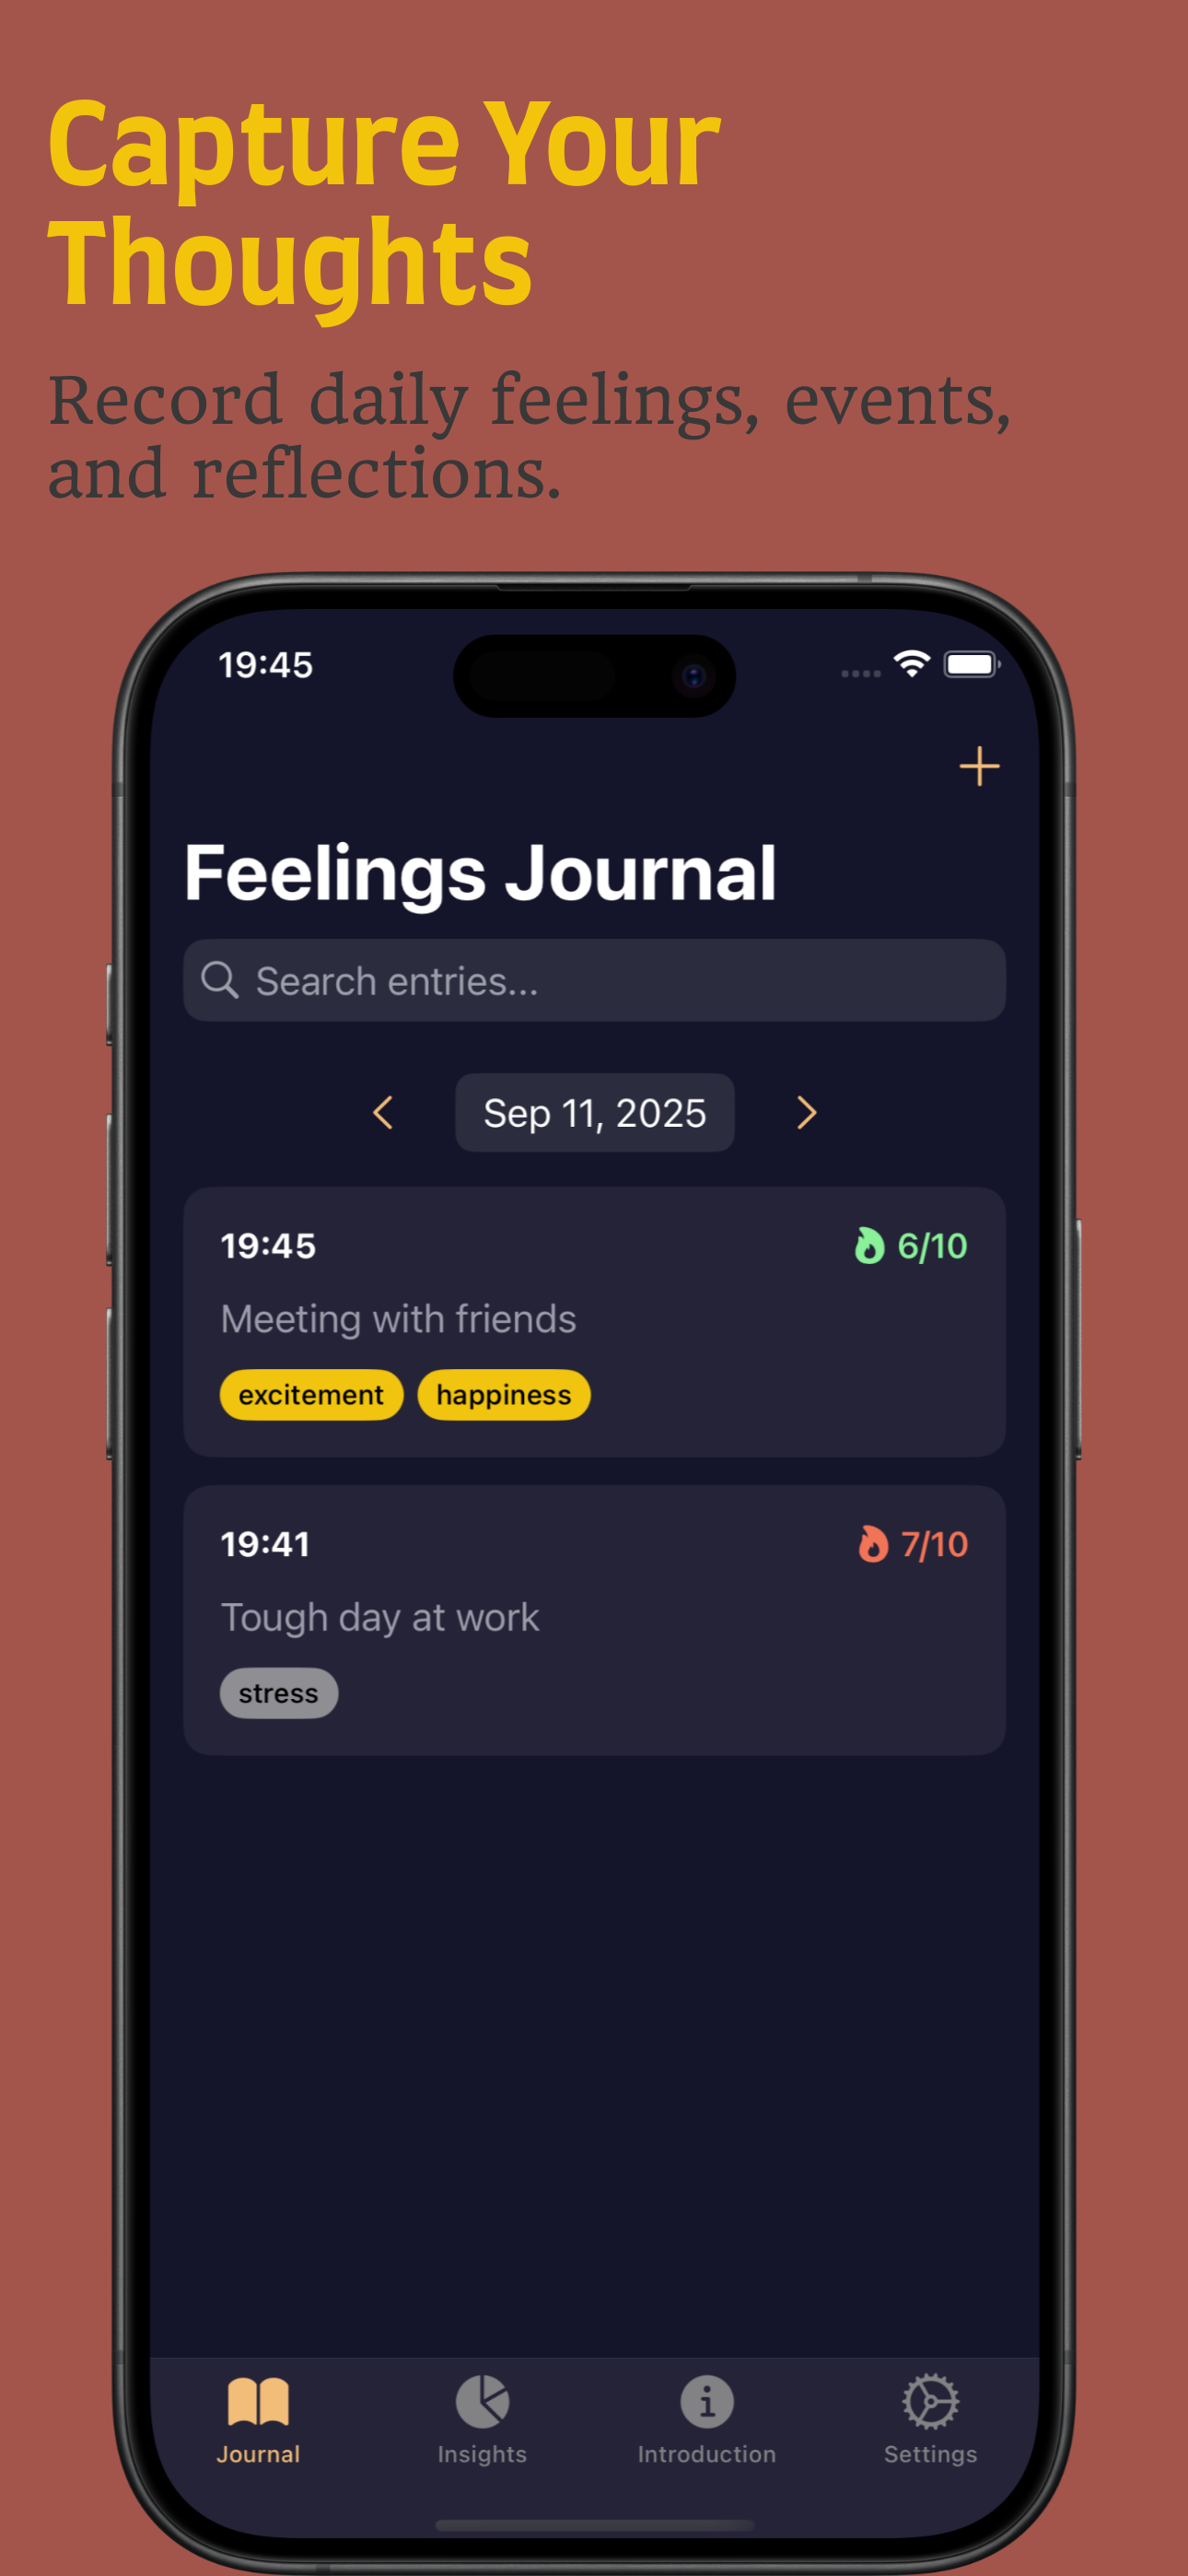 Capture Your
Thoughts
Record daily feelings, events,
and reflections.
19:45
Feelings Journal
Search entries...
Sep 11, 2025
19:45
6/10
Meeting with friends
excitement
happiness
19:41
7/10
Tough day at work
stress
Journal
Insights
Introduction
Settings